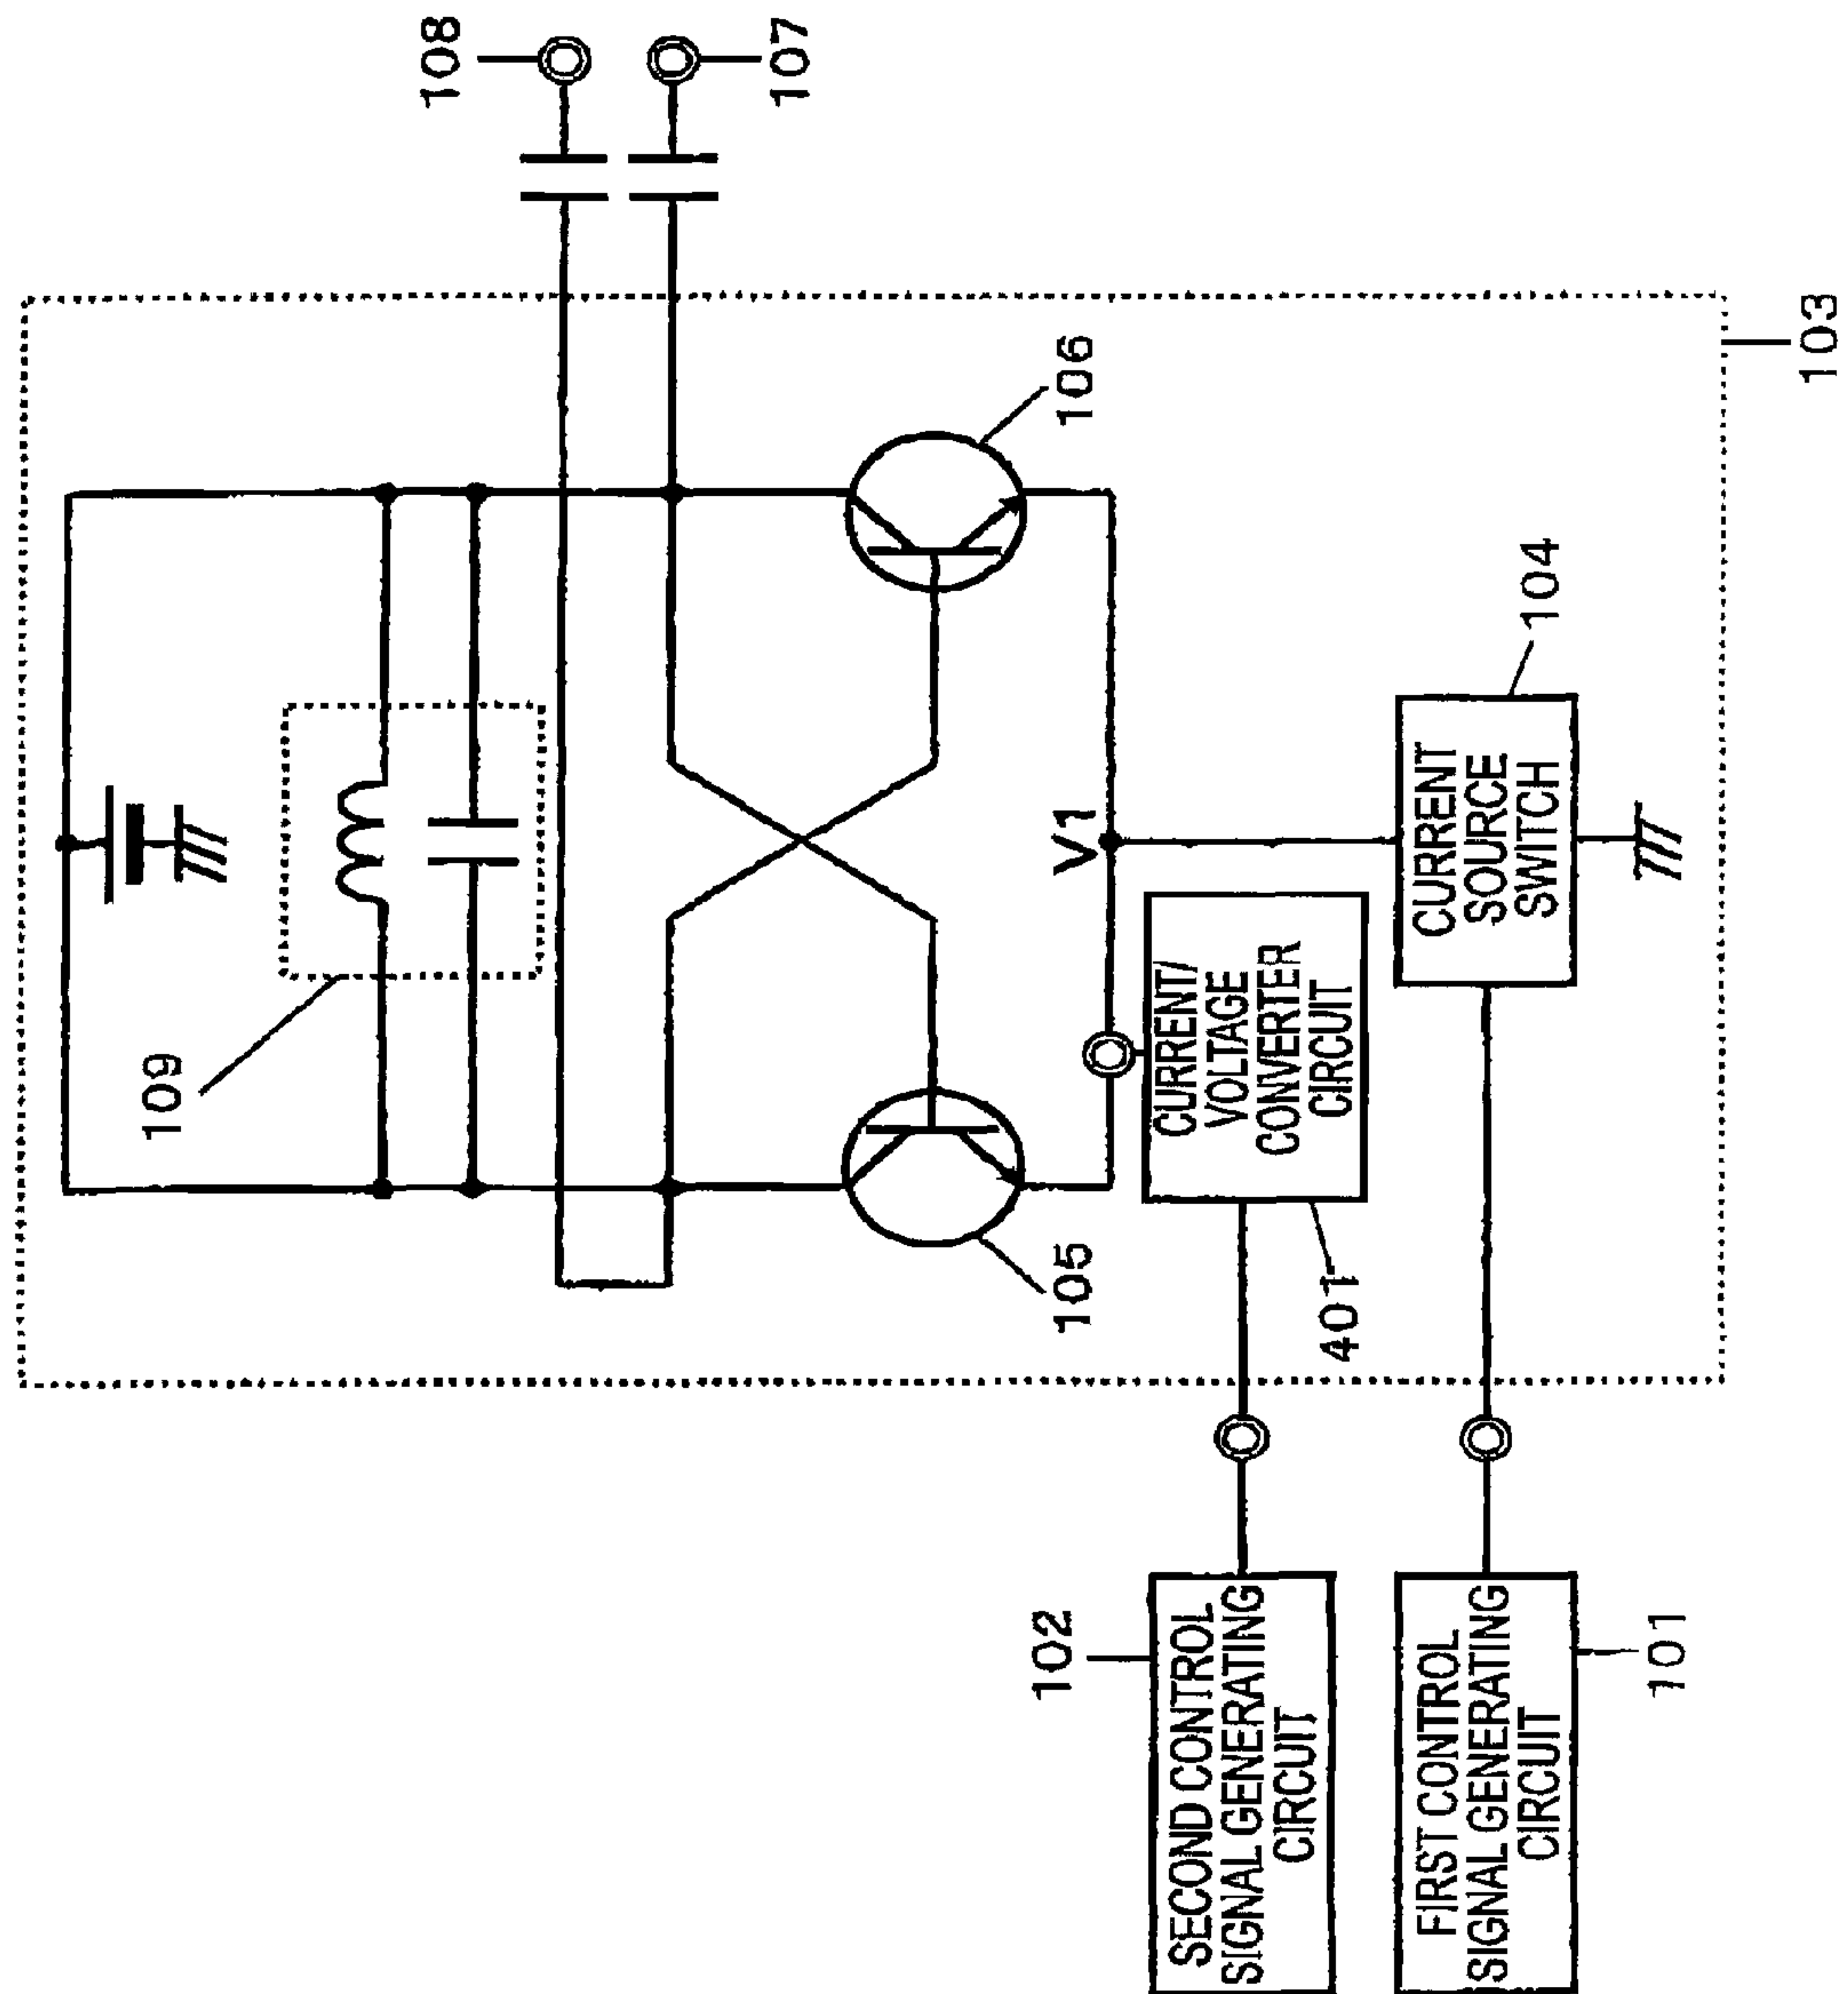 108
107
103
106
109
V1
104
CURRENT
SOURCE
SWITCH
CURRENT/
VOLTAGE
CONVERTER
CIRCUIT
105
401
102
SECOND CONTROL
SIGNAL GENERATING
CIRCUIT
FIRST CONTROL
SIGNAL GENERATING
CIRCUIT
101